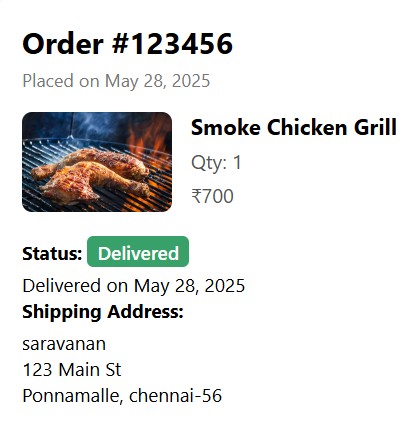 Order #123456
Placed on May 28, 2025
Smoke Chicken Grill
Qty: 1
₹700
Status: Delivered
Delivered on May 28, 2025
Shipping Address:
saravanan
123 Main St
Ponnamalle, chennai-56